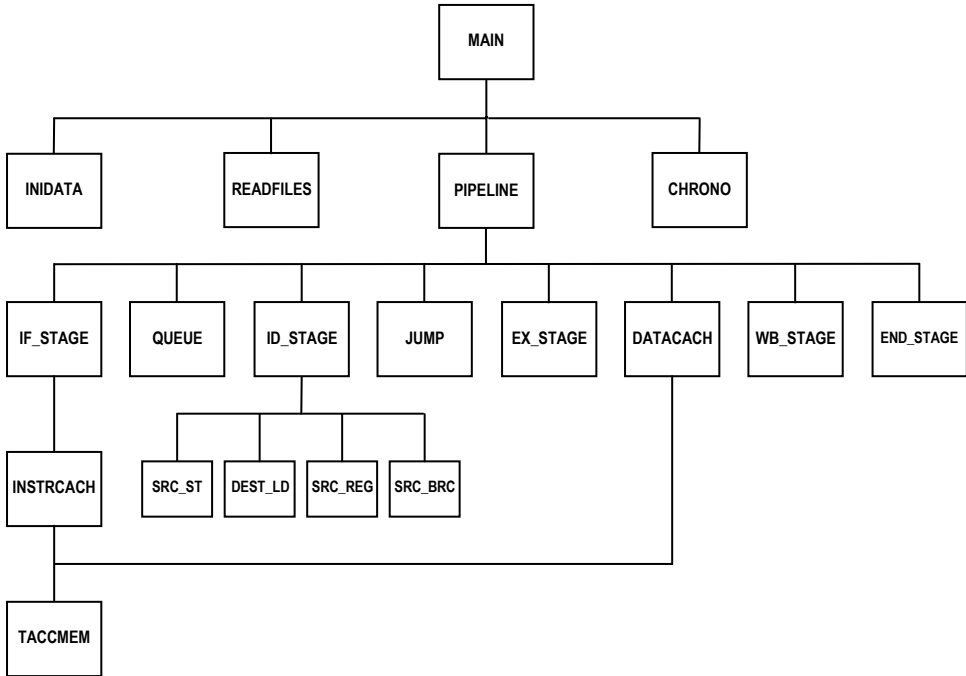 MAIN
INIDATA
READFILES
PIPELINE
CHRONO
IF_STAGE
QUEUE
ID_STAGE
JUMP
EX_STAGE
DATACACH
WB_STAGE
END_STAGE
INSTRCACH
SRC_ST
DEST_LD
SRC_REG
SRC_BRC
TACCMEM